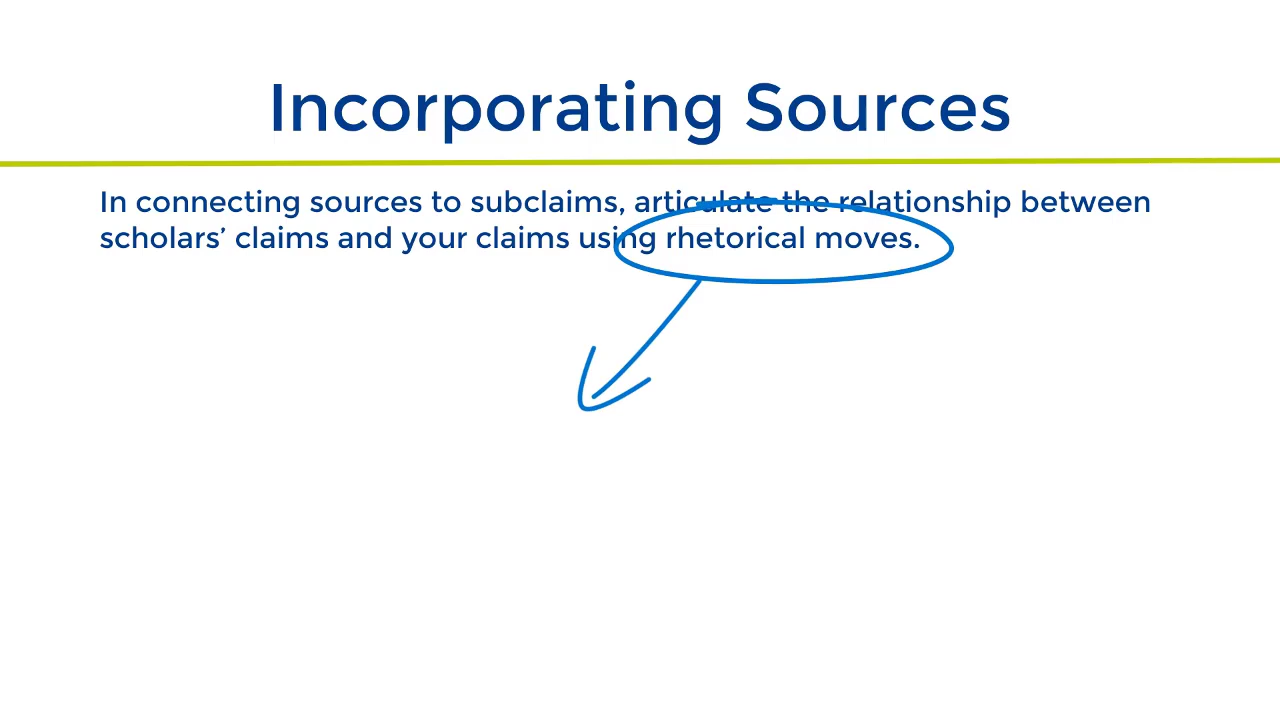 Incorporating Sources
In connecting sources to subclaims, articulate the relationship between
scholars’ claims and your claims using rhetorical moves.